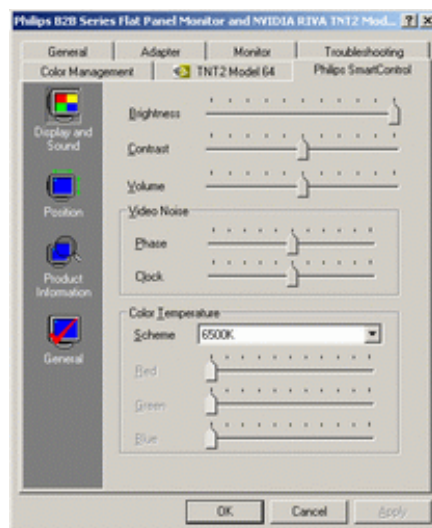 Philips B2B Series Flat Panel Monitor and NVIDIA RIVA TNT2 Mod...
General Adapter Monitor Troubleshooting
Color Management TNT2 Model 64 Philips SmartControl
Display and
Sound
Position
Product
Information
General
Brightness
Contrast
Volume
Video Noise
Phase
Clock
Color Temperature
Scheme 6500K
Red
Green
Blue
OK Cancel Apply